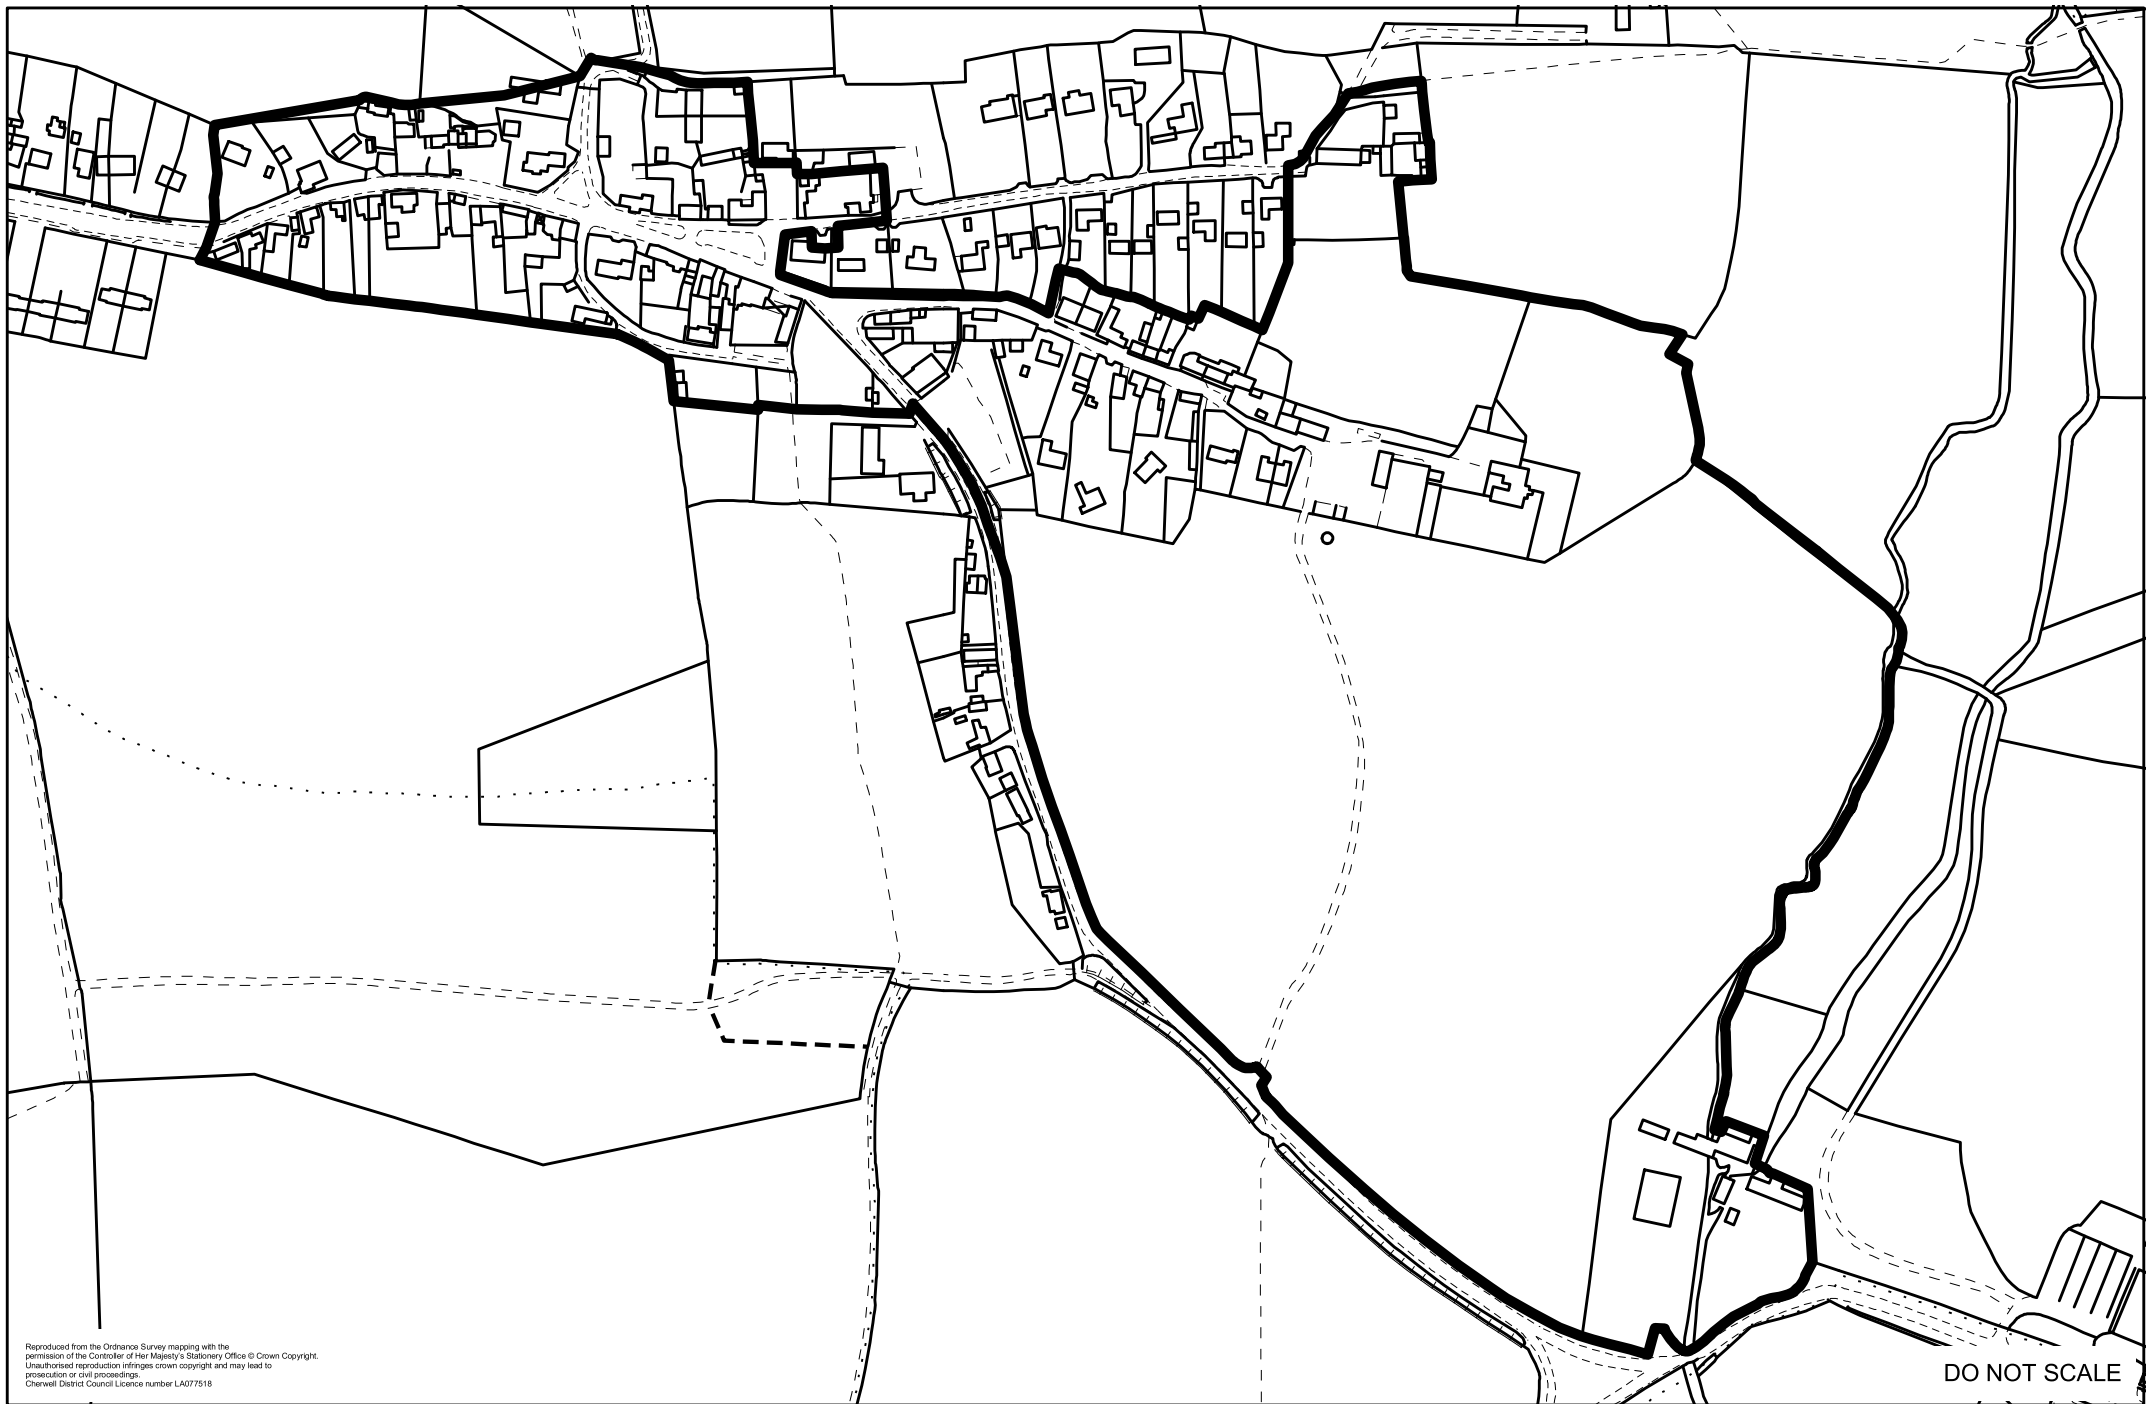 Reproduced from the Ordnance Survey mapping with the
permission of the Controller of Her Majesty's Stationery Office © Crown Copyright.
Unauthorised reproduction infringes crown copyright and may lead to
prosecution or civil proceedings.
Cherwell District Council Licence number LA077518
DO NOT SCALE